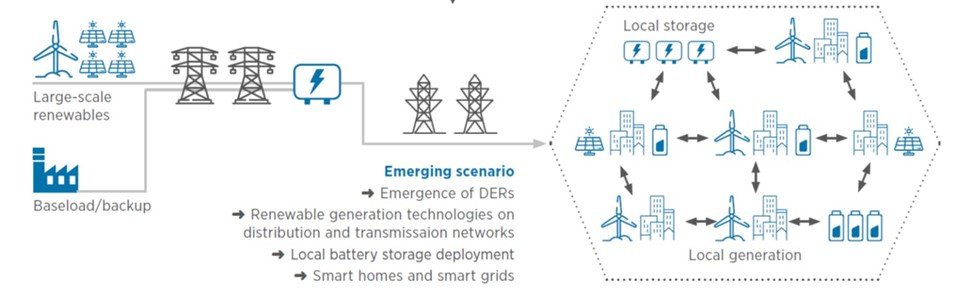 Local storage
Large-scale
renewables
Baseload/backup
Emerging scenario
➜ Emergence of DERs
➜ Renewable generation technologies on
distribution and transmissaion networks
➜ Local battery storage deployment
➜ Smart homes and smart grids
Local generation